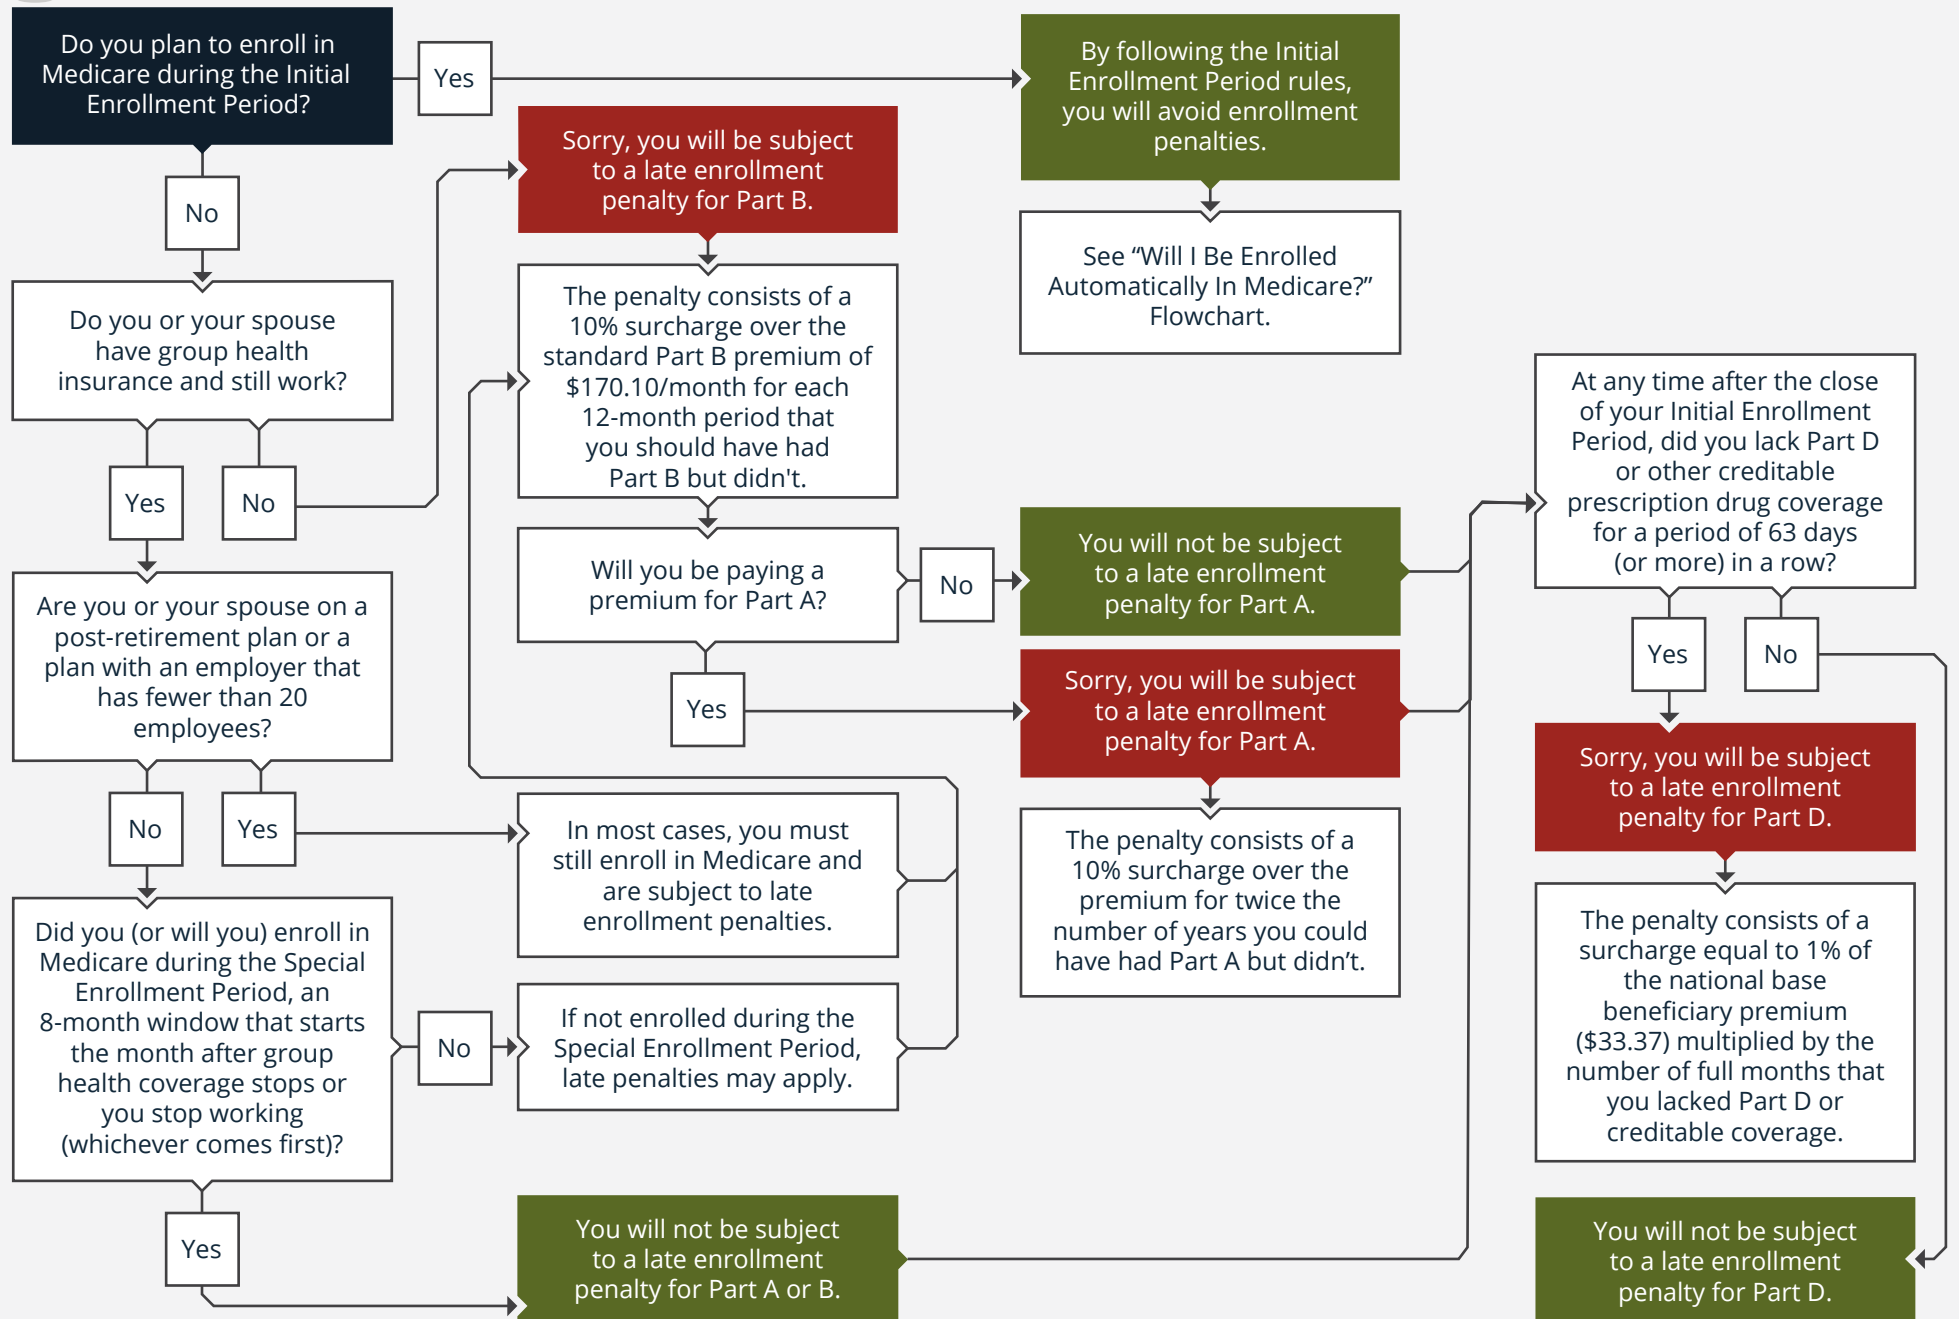 Do you plan to enroll in
Medicare during the Initial
Enrollment Period?
Yes
By following the Initial
Enrollment Period rules,
you will avoid enrollment
penalties.
See “Will I Be Enrolled
Automatically In Medicare?”
Flowchart.
No
Do you or your spouse
have group health
insurance and still work?
Yes
No
Sorry, you will be subject
to a late enrollment
penalty for Part B.
The penalty consists of a
10% surcharge over the
standard Part B premium of
$170.10/month for each
12-month period that
you should have had
Part B but didn't.
Will you be paying a
premium for Part A?
No
You will not be subject
to a late enrollment
penalty for Part A.
Yes
Sorry, you will be subject
to a late enrollment
penalty for Part A.
The penalty consists of a
10% surcharge over the
premium for twice the
number of years you could
have had Part A but didn’t.
Are you or your spouse on a
post-retirement plan or a
plan with an employer that
has fewer than 20
employees?
No
Yes
In most cases, you must
still enroll in Medicare and
are subject to late
enrollment penalties.
Did you (or will you) enroll in
Medicare during the Special
Enrollment Period, an
8-month window that starts
the month after group
health coverage stops or
you stop working
(whichever comes first)?
No
If not enrolled during the
Special Enrollment Period,
late penalties may apply.
Yes
You will not be subject
to a late enrollment
penalty for Part A or B.
At any time after the close
of your Initial Enrollment
Period, did you lack Part D
or other creditable
prescription drug coverage
for a period of 63 days
(or more) in a row?
Yes
No
Sorry, you will be subject
to a late enrollment
penalty for Part D.
The penalty consists of a
surcharge equal to 1% of
the national base
beneficiary premium
($33.37) multiplied by the
number of full months that
you lacked Part D or
creditable coverage.
You will not be subject
to a late enrollment
penalty for Part D.